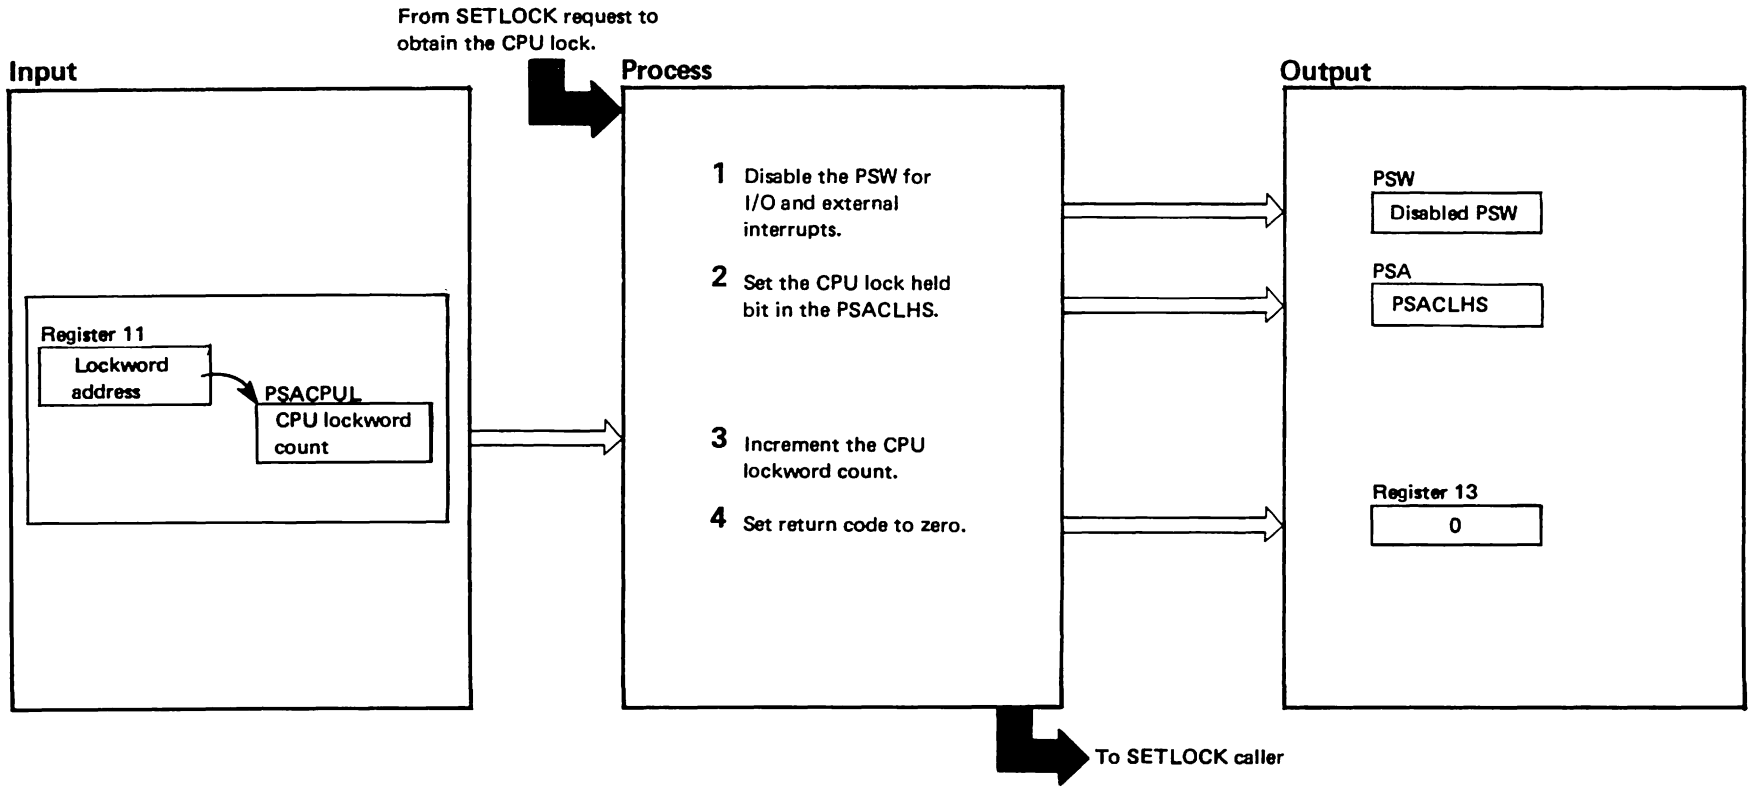 From SETLOCK request to
obtain the CPU lock.
Input
Process
Output
1 Disable the PSW for
I/O and external
interrupts.
PSW
Disabled PSW
2 Set the CPU lock held
bit in the PSACLHS.
PSA
PSACLHS
Register 11
Lockword
address
PSACPUL
CPU lockword
count
3 Increment the CPU
lockword count.
4 Set return code to zero.
Register 13
0
To SETLOCK caller